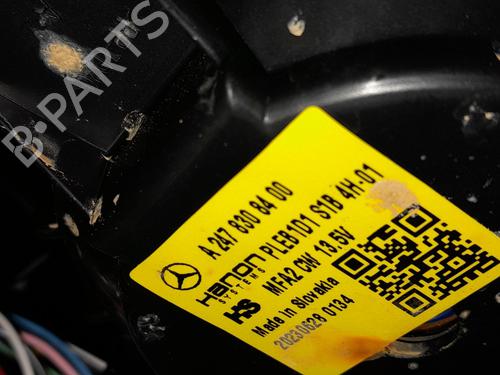 B-PARTS
A 247 830 84 00
Hanon PLEB1D1 S1B 4H-01
SYSTEMS
HS MFA2 CW 13,5V
Made in Slovakia
20230628 0134